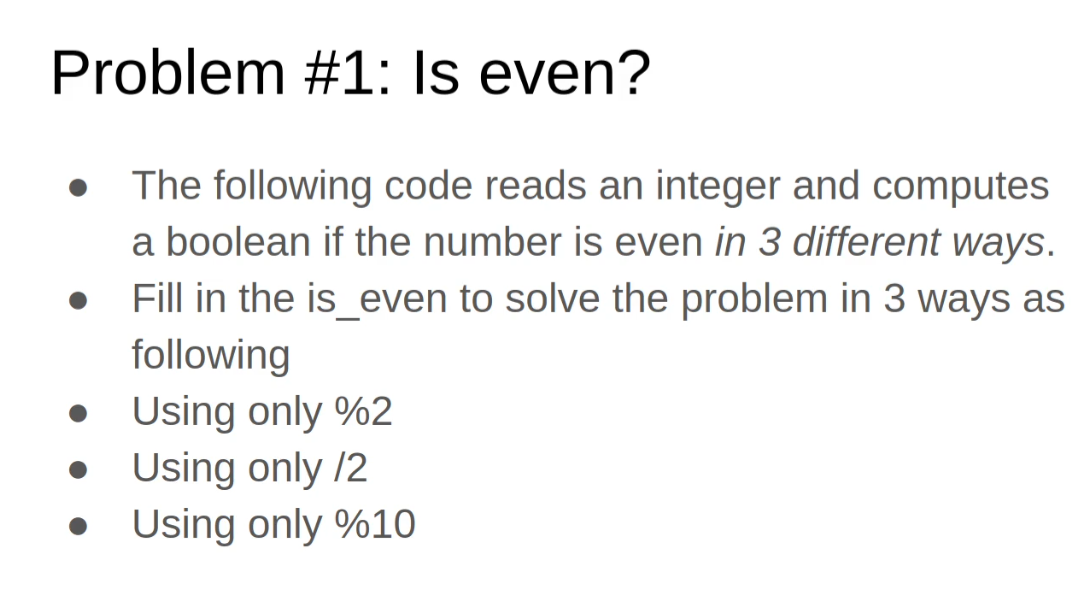 Problem #1: Is even?
● The following code reads an integer and computes
a boolean if the number is even in 3 different ways.
● Fill in the is_even to solve the problem in 3 ways as
following
● Using only %2
● Using only /2
● Using only %10